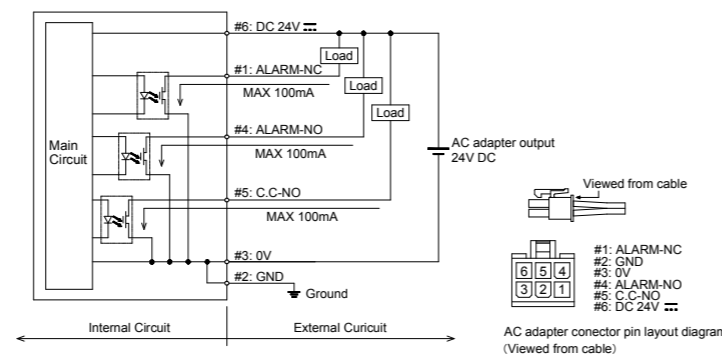 #6: DC 24V
Load
#1: ALARM-NC
MAX 100mA
Load
Load
#4: ALARM-NO
MAX 100mA
Main
Circuit
AC adapter output
24V DC
#5: C.C-NO
MAX 100mA
#3: 0V
#2: GND
Ground
Internal Circuit
External Curicuit
Viewed from cable
6 5 4
3 2 1
#1: ALARM-NC
#2: GND
#3: 0V
#4: ALARM-NO
#5: C.C-NO
#6: DC 24V
AC adapter conector pin layout diagram
(Viewed from cable)